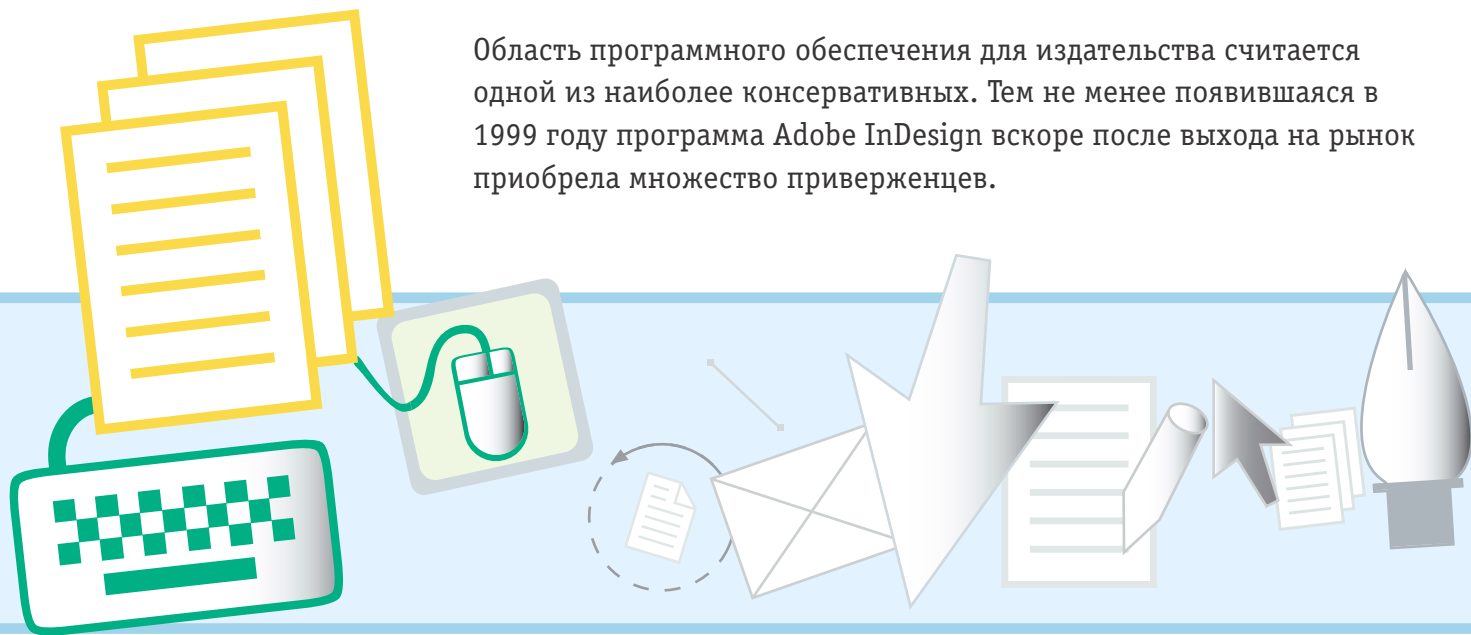 Область программного обеспечения для издательства считается
одной из наиболее консервативных. Тем не менее появившаяся в
1999 году программа Adobe InDesign вскоре после выхода на рынок
приобрела множество приверженцев.